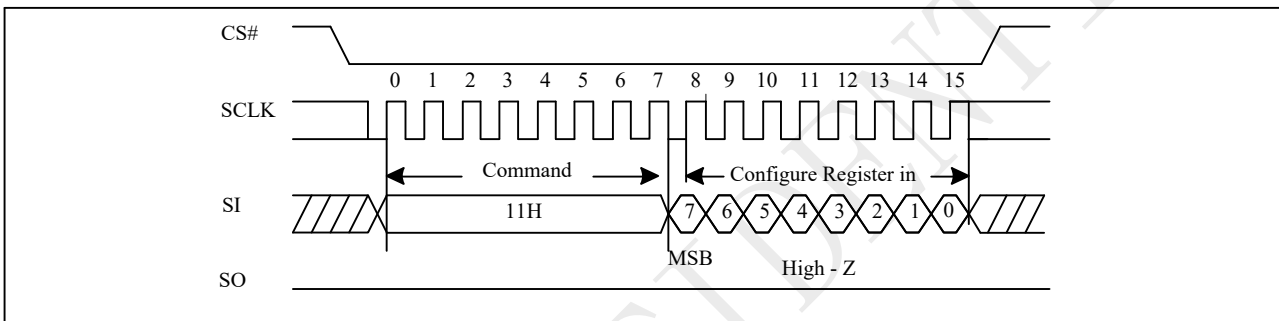 CS#
0 1 2 3 4 5 6 7 8 9 10 11 12 13 14 15
SCLK
Command
Configure Register in
SI
11H
7 6 5 4 3 2 1 0
MSB
High - Z
SO